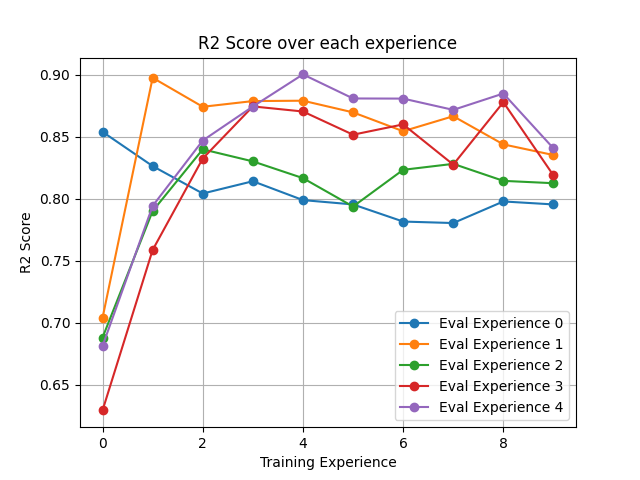 R2 Score over each experience
0.90
0.85
0.80
0.75
0.70
0.65
R2 Score
0
2
4
6
8
Training Experience
Eval Experience 0
Eval Experience 1
Eval Experience 2
Eval Experience 3
Eval Experience 4